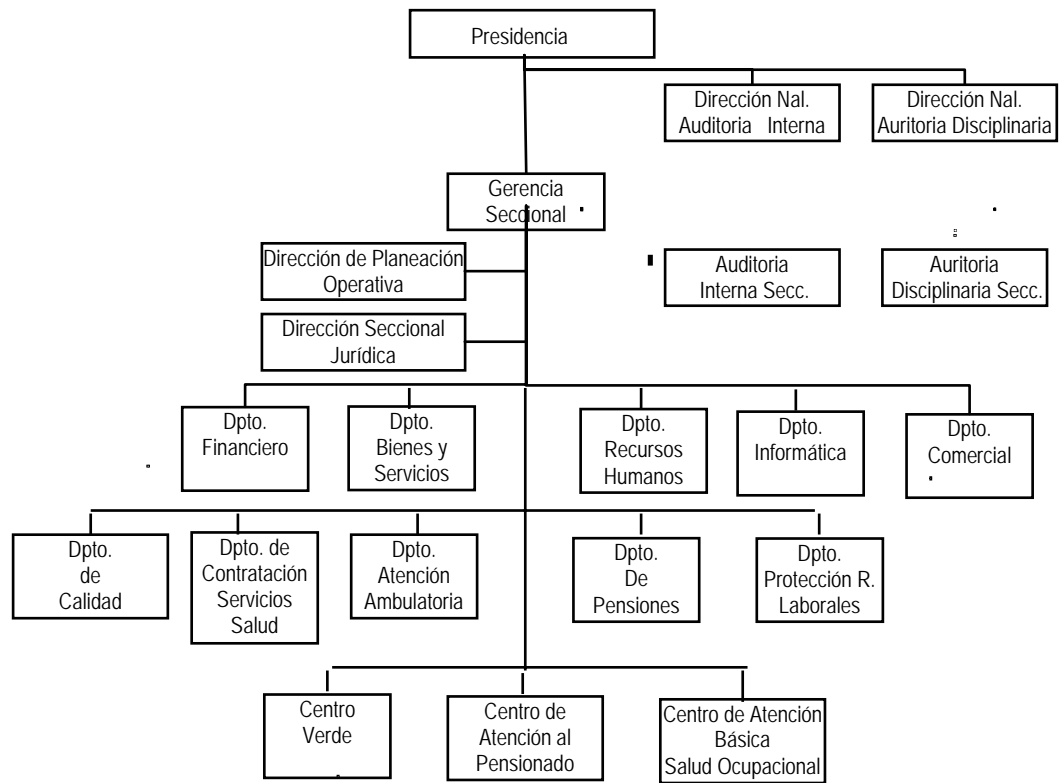 Presidencia
Dirección Nal.
Auditoria Interna
Dirección Nal.
Auritoria Disciplinaria
Gerencia
Seccional
Dirección de Planeación
Operativa
Auditoria
Interna Secc.
Auritoria
Disciplinaria Secc.
Dirección Seccional
Jurídica
Dpto.
Financiero
Dpto.
Bienes y
Servicios
Dpto.
Recursos
Humanos
Dpto.
Informática
Dpto.
Comercial
Dpto.
de
Calidad
Dpto. de
Contratación
Servicios
Salud
Dpto.
Atención
Ambulatoria
Dpto.
De
Pensiones
Dpto.
Protección R.
Laborales
Centro
Verde
Centro de
Atención al
Pensionado
Centro de Atención
Básica
Salud Ocupacional